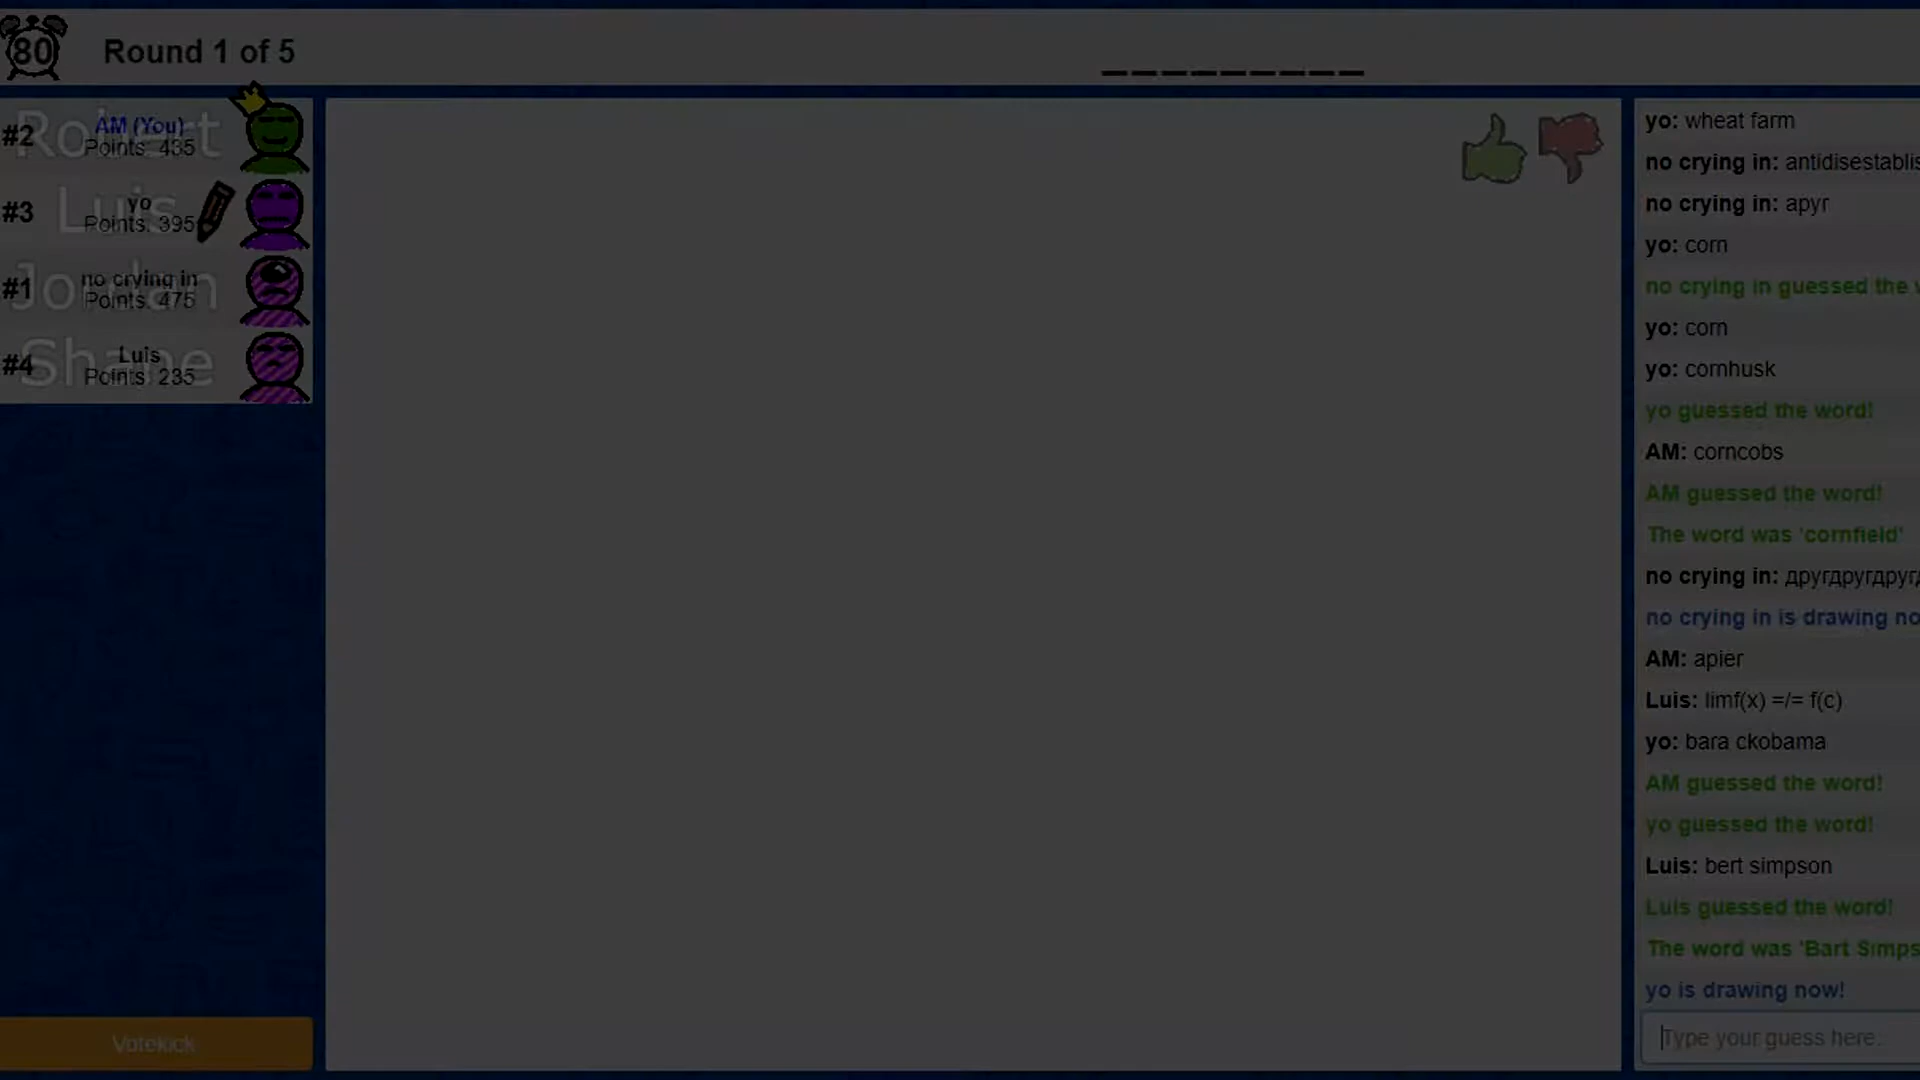 80
Round 1 of 5
_ _ _ _ _ _ _ _ _
#2
Robert
AM (You)
Points: 435
#3
Luis
yo
Points: 395
#1
Jordan
no crying in
Points: 475
#4
Shane
Luis
Points: 235
Votekick
yo: wheat farm
no crying in: antidisestablis
no crying in: apyr
yo: corn
no crying in guessed the
yo: corn
yo: cornhusk
yo guessed the word!
AM: corncobs
AM guessed the word!
The word was 'cornfield'
no crying in: другдругдруг
no crying in is drawing no
AM: apier
Luis: limf(x) =/= f(c)
yo: bara ckobama
AM guessed the word!
yo guessed the word!
Luis: bert simpson
Luis guessed the word!
The word was 'Bart Simps
yo is drawing now!
Type your guess here.